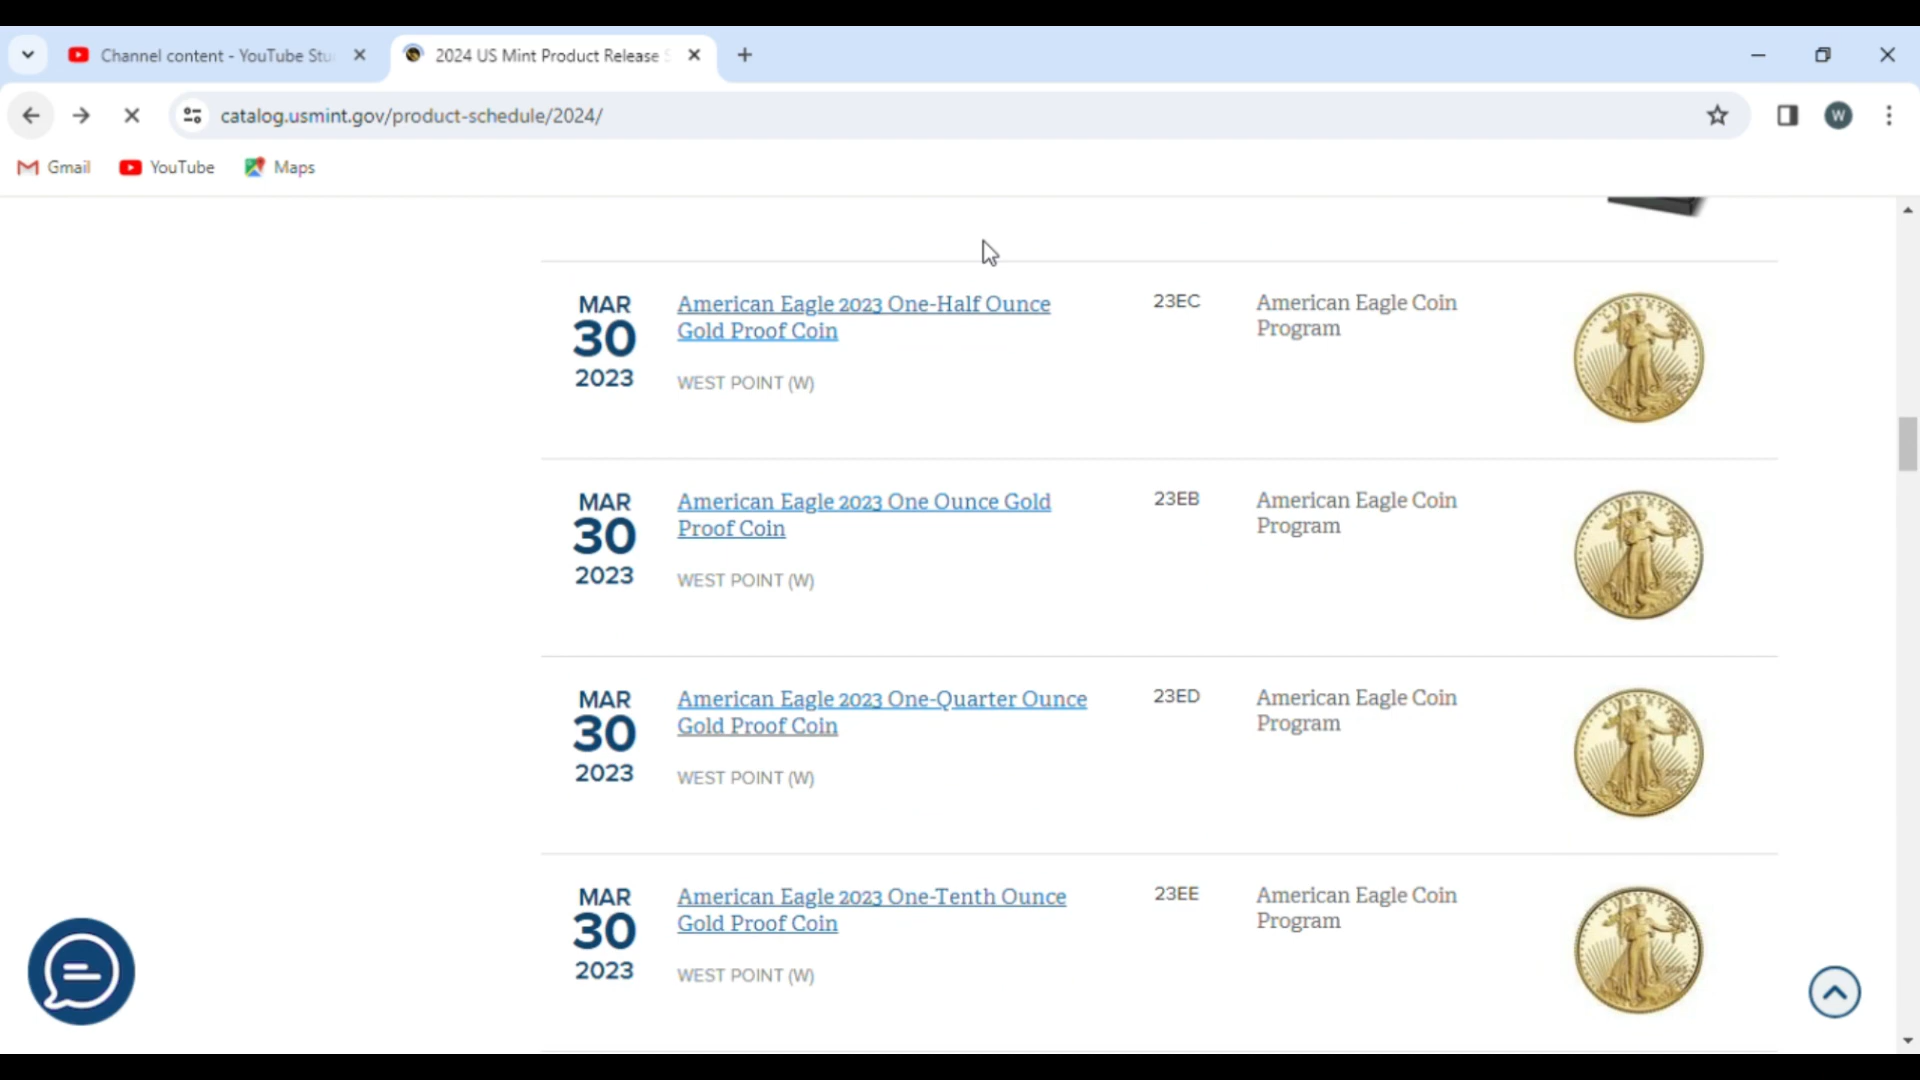 Channel content - YouTube Stu
2024 US Mint Product Release S
catalog.usmint.gov/product-schedule/2024/
W
Gmail
YouTube
Maps
MAR
30
2023
American Eagle 2023 One-Half Ounce
Gold Proof Coin
WEST POINT (W)
23EC
American Eagle Coin
Program
MAR
30
2023
American Eagle 2023 One Ounce Gold
Proof Coin
WEST POINT (W)
23EB
American Eagle Coin
Program
MAR
30
2023
American Eagle 2023 One-Quarter Ounce
Gold Proof Coin
WEST POINT (W)
23ED
American Eagle Coin
Program
MAR
30
2023
American Eagle 2023 One-Tenth Ounce
Gold Proof Coin
WEST POINT (W)
23EE
American Eagle Coin
Program